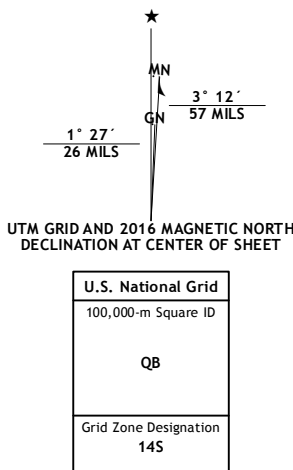 ★
MN
3° 12´
57 MILS
GN
1° 27´
26 MILS
UTM GRID AND 2016 MAGNETIC NORTH
DECLINATION AT CENTER OF SHEET
U.S. National Grid
100,000-m Square ID
QB
Grid Zone Designation
14S